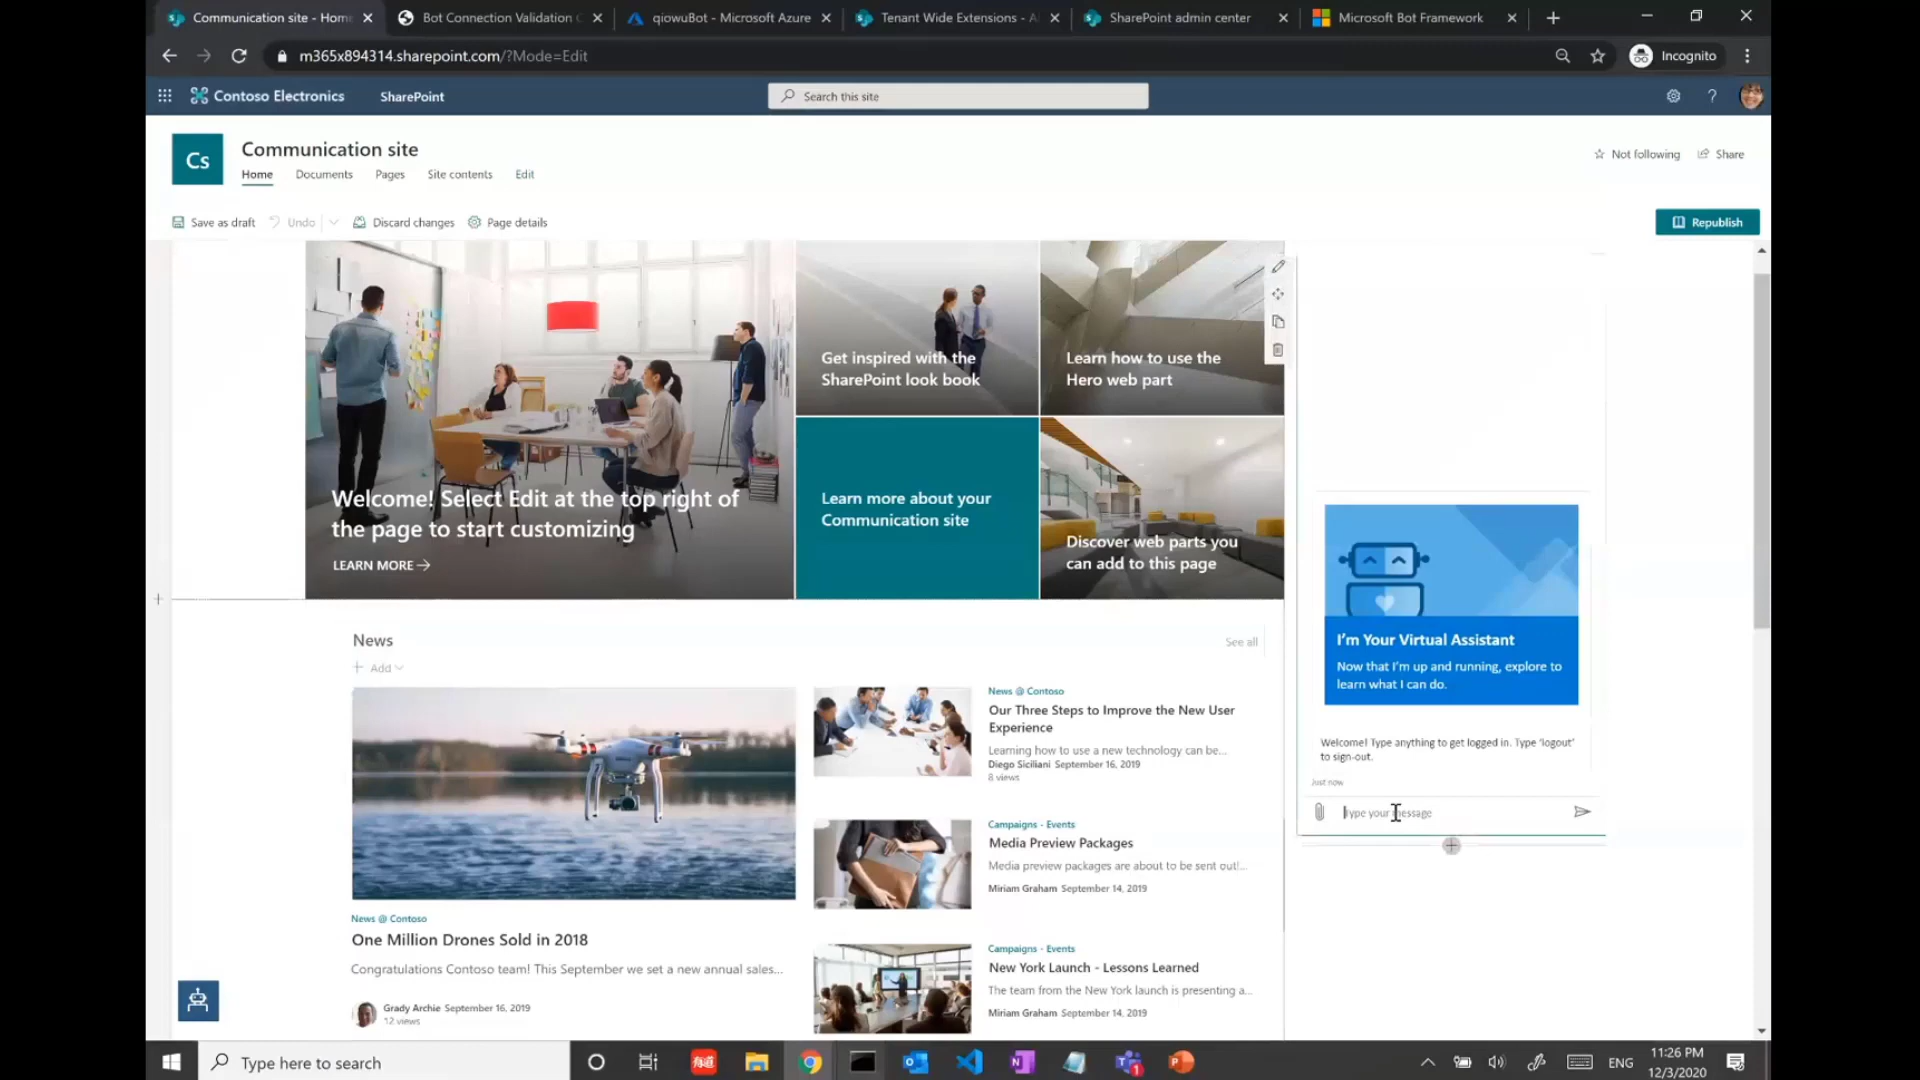 Communication site - Home
Bot Connection Validation
qiowuBot - Microsoft Azure
Tenant Wide Extensions -
SharePoint admin center
Microsoft Bot Framework
m365x894314.sharepoint.com/?Mode=Edit
Incognito
Contoso Electronics
SharePoint
Search this site
?
Cs
Communication site
Home
Documents
Pages
Site contents
Edit
Not following
Share
Save as draft
Undo
Discard changes
Page details
Republish
Welcome! Select Edit at the top right of
the page to start customizing
LEARN MORE
Get inspired with the
SharePoint look book
Learn how to use the
Hero web part
Learn more about your
Communication site
Discover web parts you
can add to this page
I'm Your Virtual Assistant
Now that I'm up and running, explore to
learn what I can do.
Welcome! Type anything to get logged in. Type 'logout'
to sign-out.
Just now
Type your message
News
See all
+ Add
News @ Contoso
One Million Drones Sold in 2018
Congratulations Contoso team! This September we set a new annual sales...
Grady Archie September 16, 2019
12 views
News @ Contoso
Our Three Steps to Improve the New User
Experience
Learning how to use a new technology can be...
Diego Siciliani September 16, 2019
8 views
Campaigns - Events
Media Preview Packages
Media preview packages are about to be sent out!...
Miriam Graham September 14, 2019
Campaigns - Events
New York Launch - Lessons Learned
The team from the New York launch is presenting a...
Miriam Graham September 14, 2019
Type here to search
有道
1
ENG
11:26 PM
12/3/2020